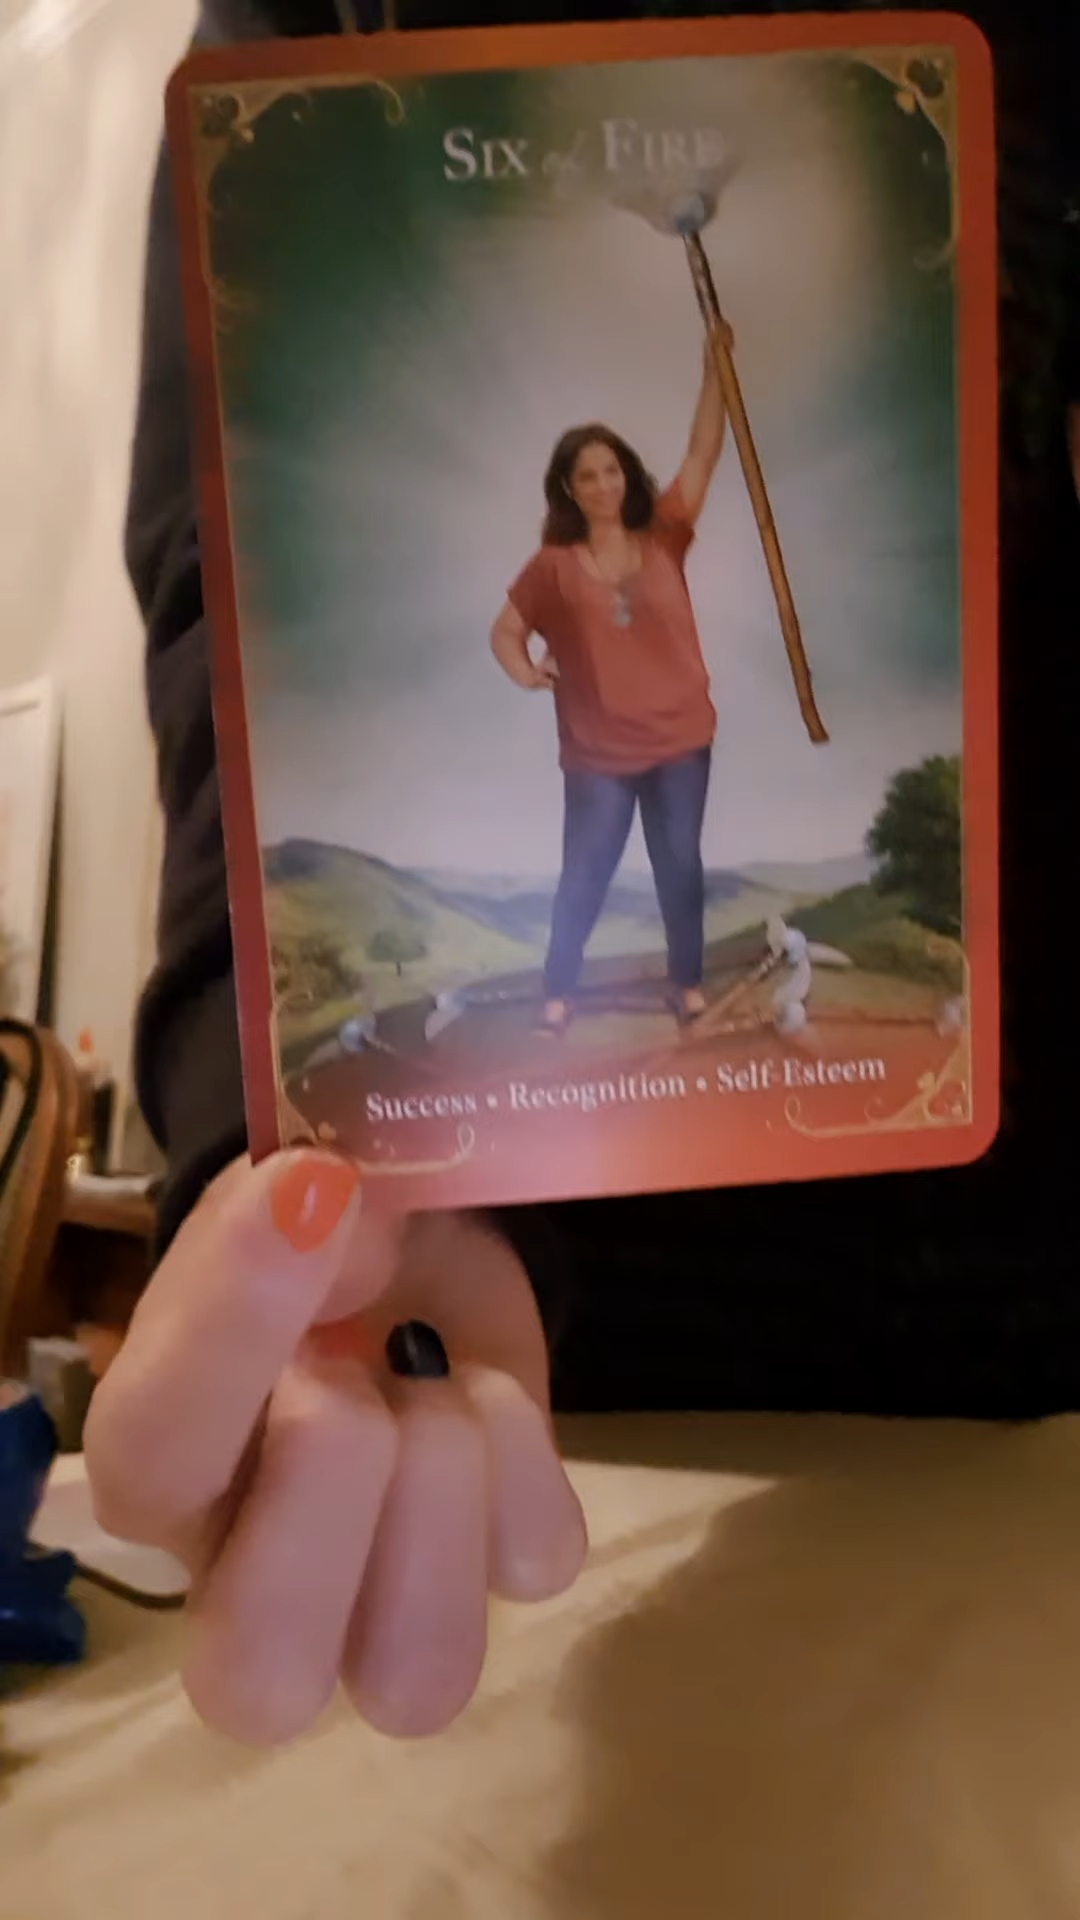 Six of Fire
Success • Recognition • Self-Esteem